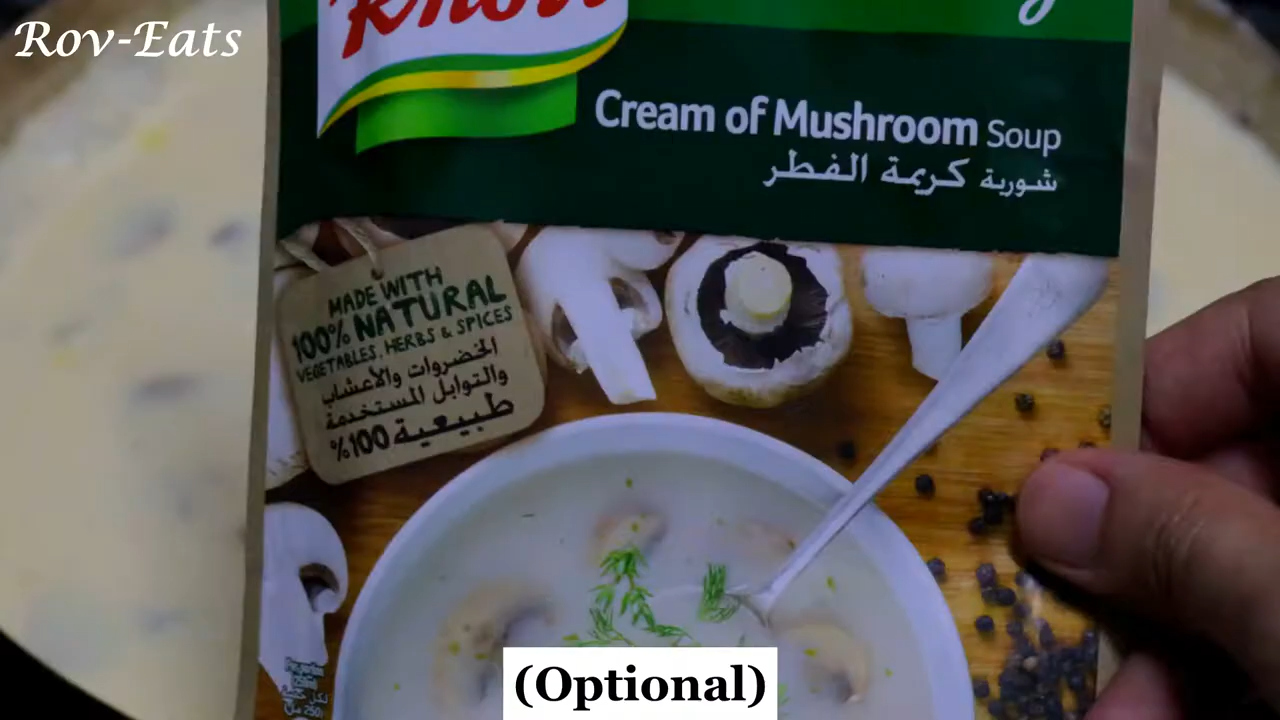 Rov-Eats
Knorr
Cream of Mushroom Soup
شوربة كريمة الفطر
MADE WITH
100% NATURAL
VEGETABLES, HERBS & SPICES
الخضروات والأعشاب
والتوابل المستخدمة
طبيعية 100%
(Optional)